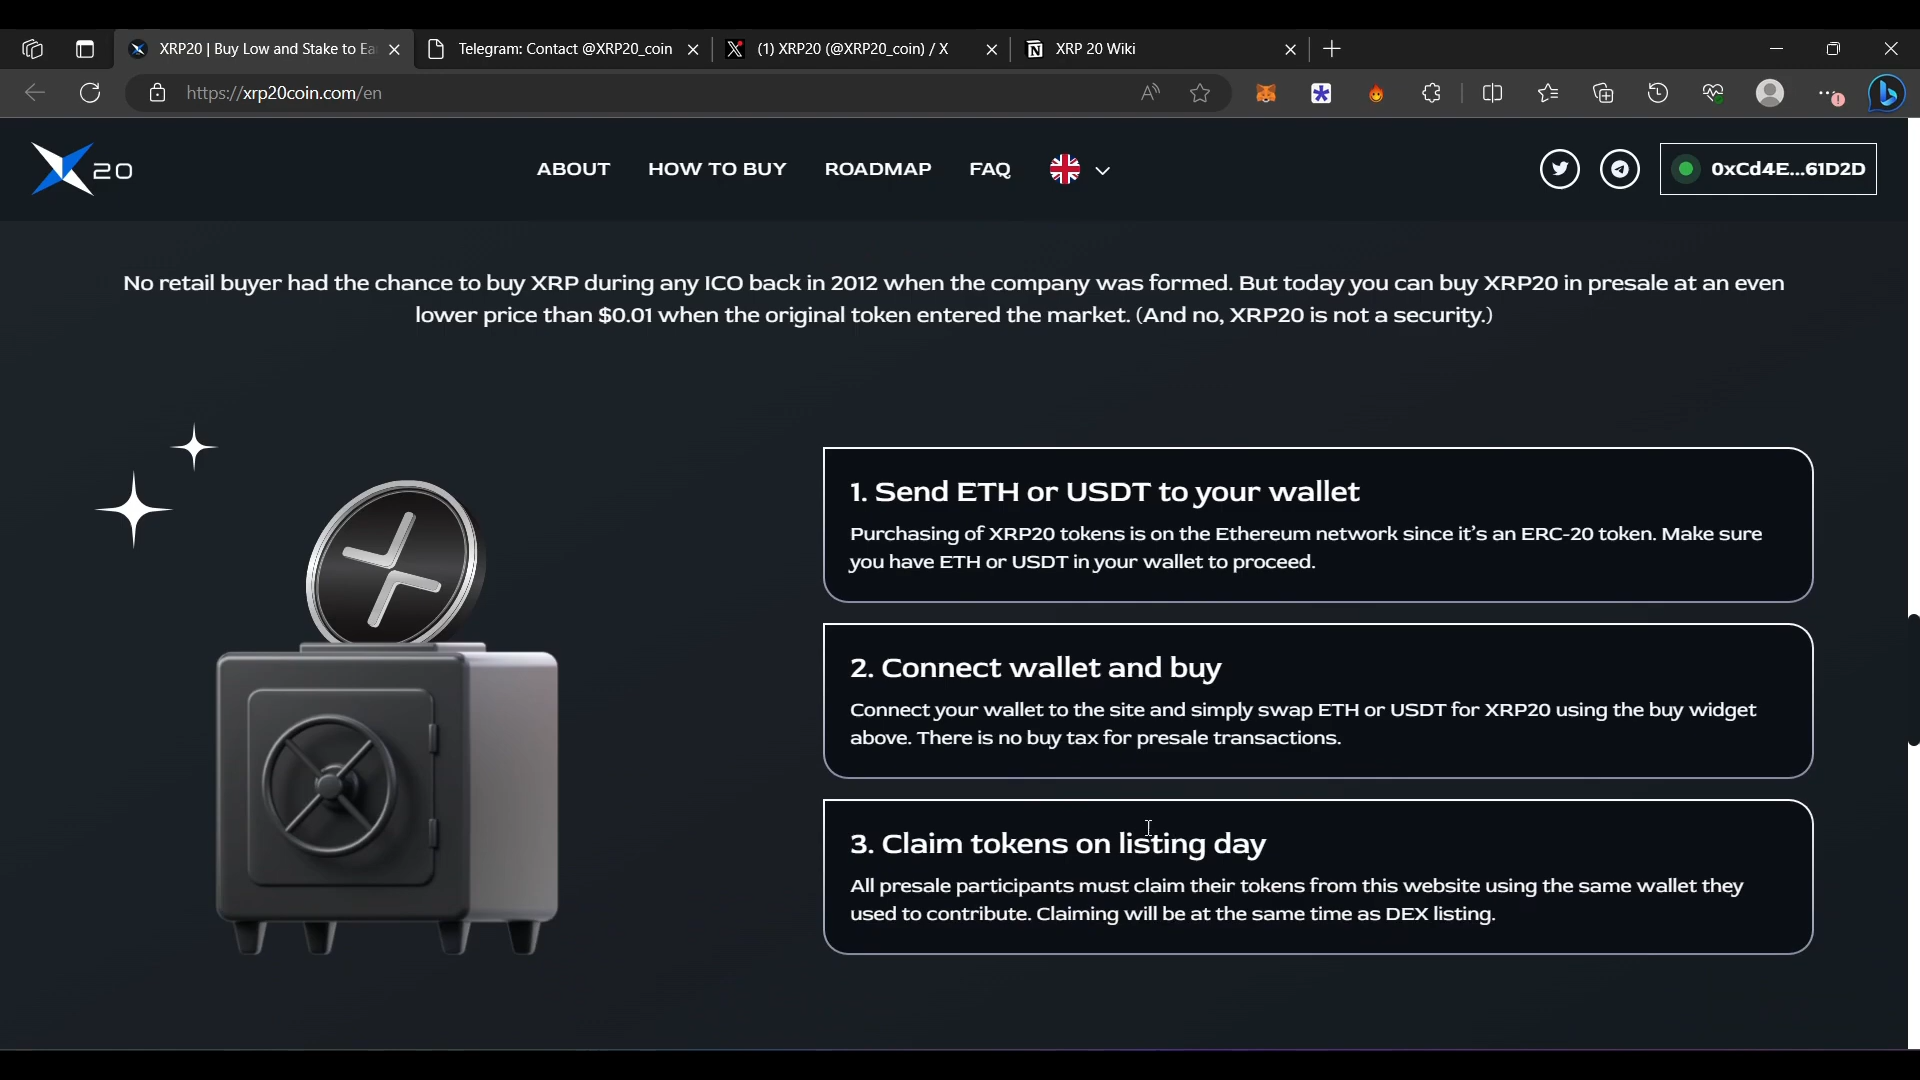 XRP20 | Buy Low and Stake to Ea
Telegram: Contact @XRP20_coin
(1) XRP20 (@XRP20_coin) / X
XRP 20 Wiki
https://xrp20coin.com/en
20
ABOUT
HOW TO BUY
ROADMAP
FAQ
0xCd4E...61D2D
No retail buyer had the chance to buy XRP during any ICO back in 2012 when the company was formed. But today you can buy XRP20 in presale at an even
lower price than $0.01 when the original token entered the market. (And no, XRP20 is not a security.)
1. Send ETH or USDT to your wallet
Purchasing of XRP20 tokens is on the Ethereum network since it's an ERC-20 token. Make sure
you have ETH or USDT in your wallet to proceed.
2. Connect wallet and buy
Connect your wallet to the site and simply swap ETH or USDT for XRP20 using the buy widget
above. There is no buy tax for presale transactions.
3. Claim tokens on listing day
All presale participants must claim their tokens from this website using the same wallet they
used to contribute. Claiming will be at the same time as DEX listing.